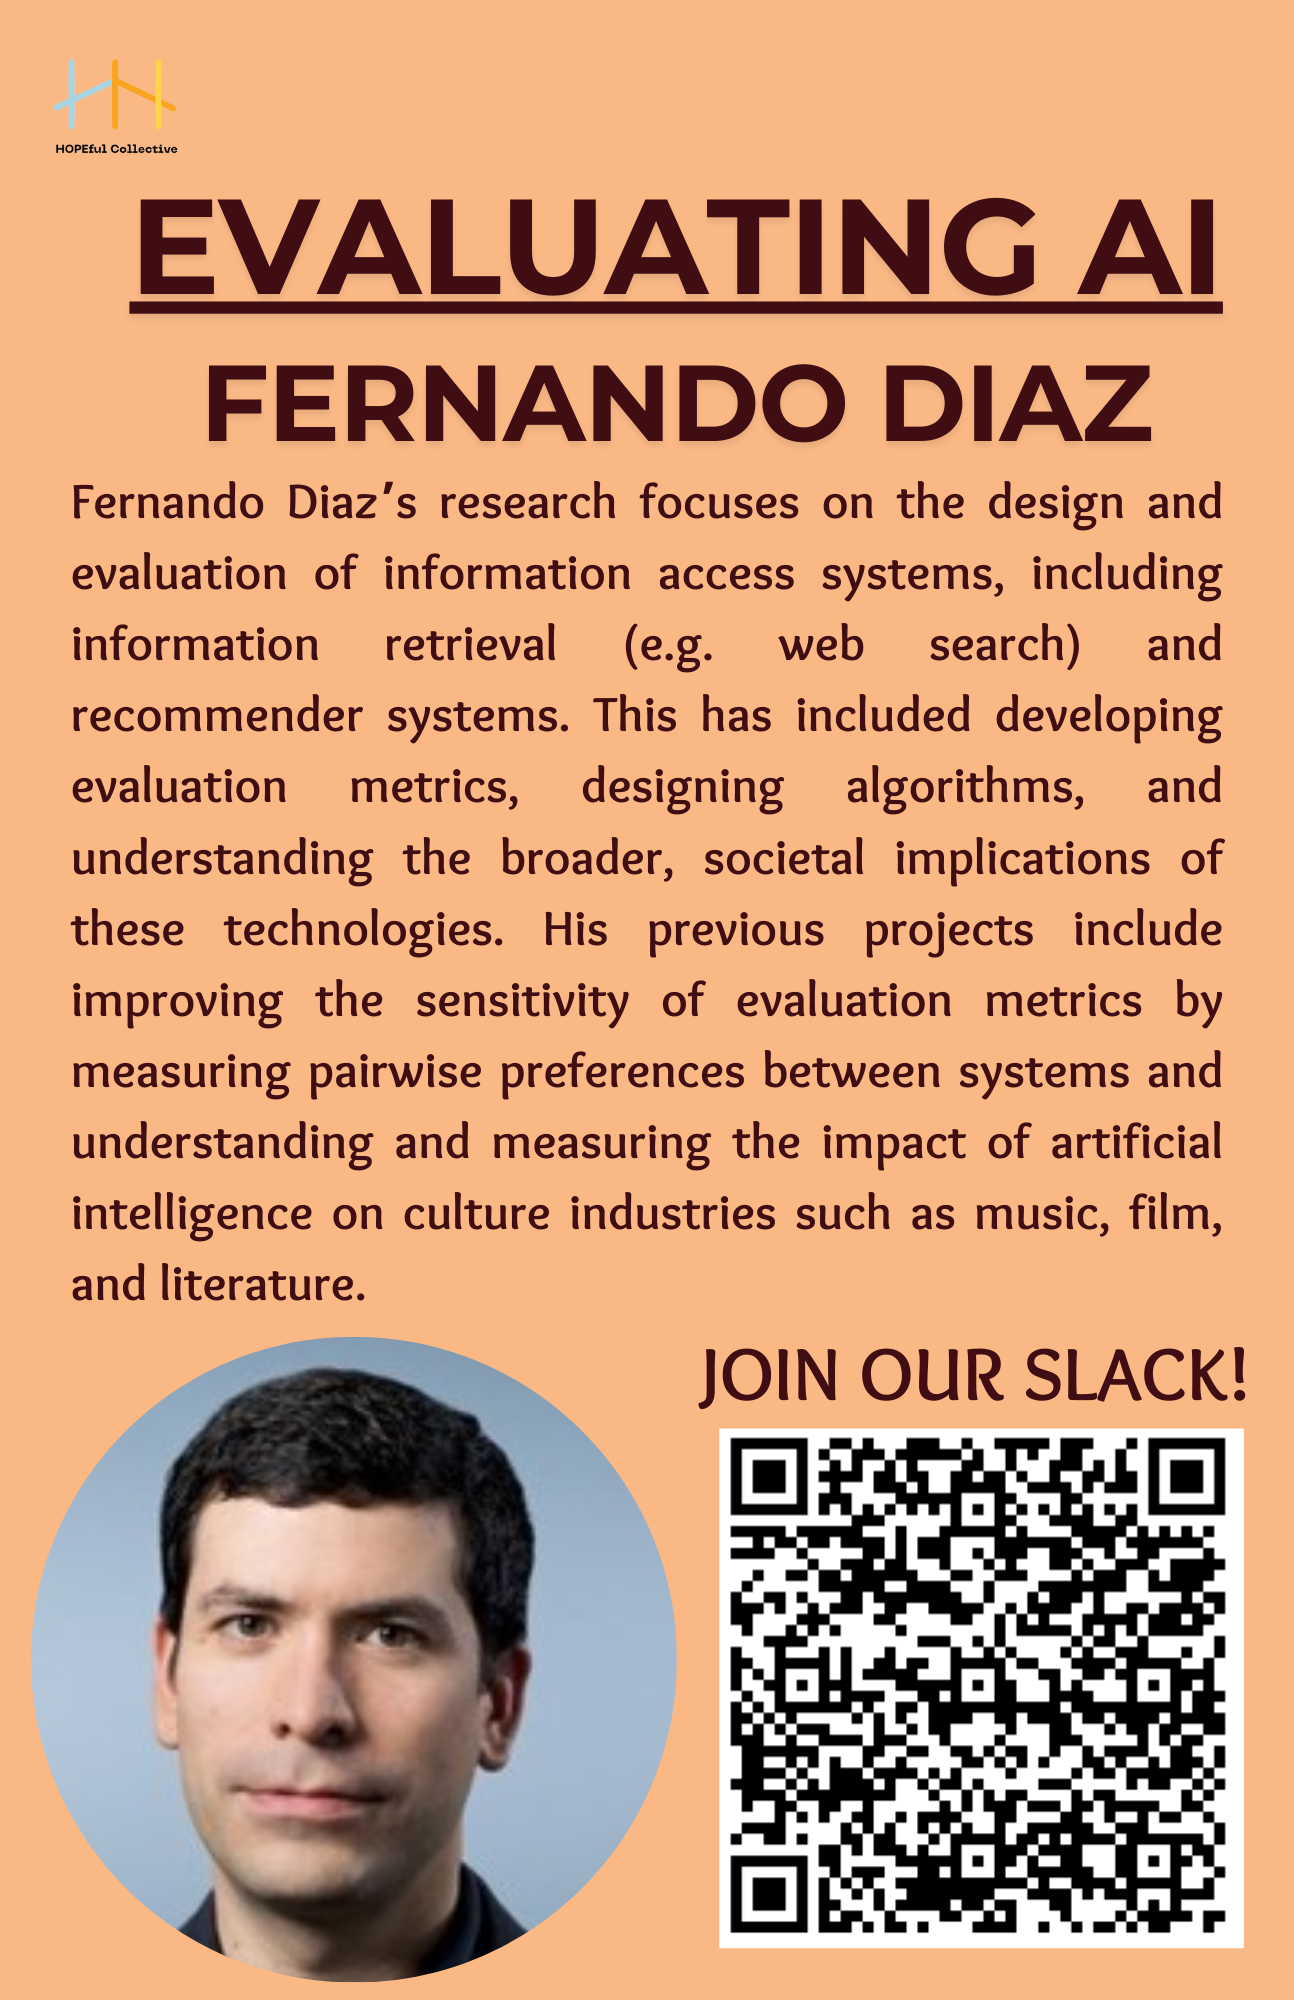 HOPEful Collective
EVALUATING AI
FERNANDO DIAZ
Fernando Diaz's research focuses on the design and
evaluation of information access systems, including
information retrieval (e.g. web search) and
recommender systems. This has included developing
evaluation metrics, designing algorithms, and
understanding the broader, societal implications of
these technologies. His previous projects include
improving the sensitivity of evaluation metrics by
measuring pairwise preferences between systems and
understanding and measuring the impact of artificial
intelligence on culture industries such as music, film,
and literature.
JOIN OUR SLACK!